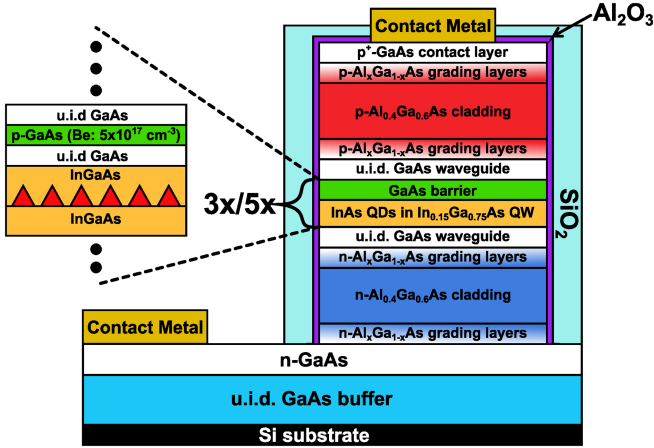 Contact Metal
Al₂O₃
p⁺-GaAs contact layer
p-AlₓGa₁₋ₓAs grading layers
p-Al₀.₄Ga₀.₆As cladding
p-AlₓGa₁₋ₓAs grading layers
u.i.d. GaAs waveguide
GaAs barrier
InAs QDs in In₀.₁₅Ga₀.₇₅As QW
u.i.d. GaAs waveguide
n-AlₓGa₁₋ₓAs grading layers
n-Al₀.₄Ga₀.₆As cladding
n-AlₓGa₁₋ₓAs grading layers
SiO₂
3x/5x
u.i.d GaAs
p-GaAs (Be: 5x10¹⁷ cm⁻³)
u.i.d GaAs
InGaAs
InGaAs
Contact Metal
n-GaAs
u.i.d. GaAs buffer
Si substrate